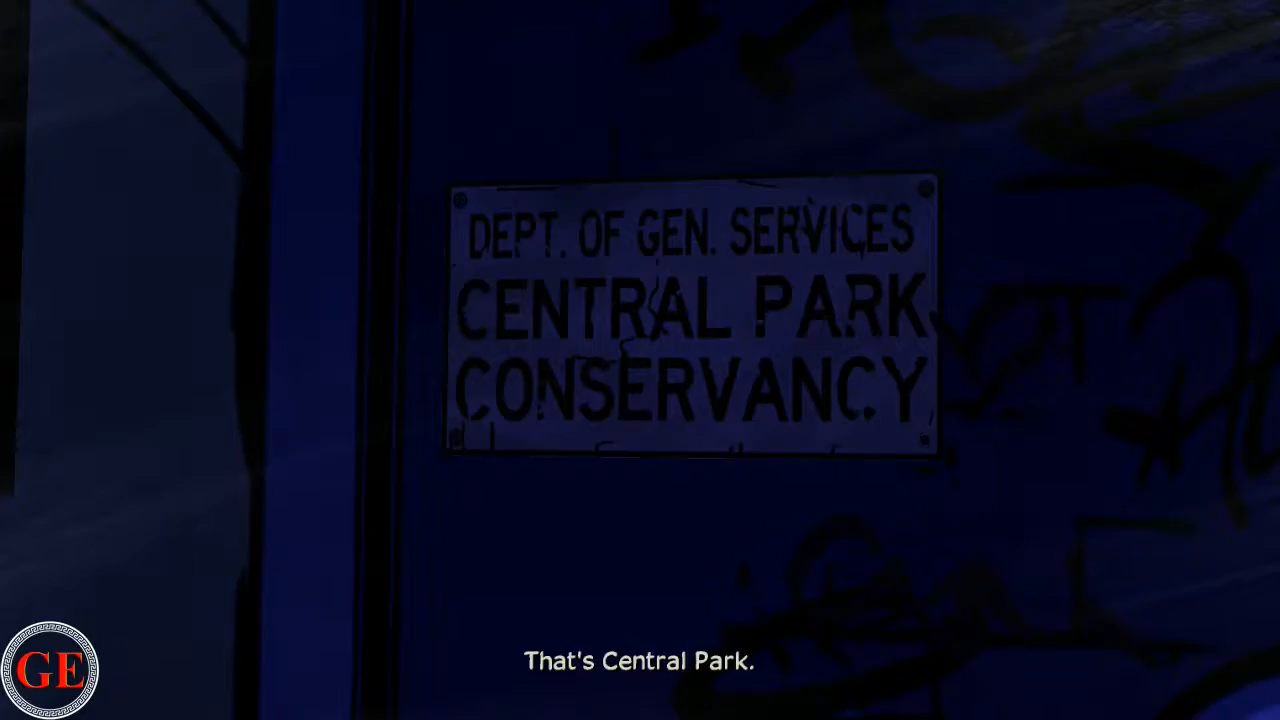 DEPT. OF GEN. SERVICES
CENTRAL PARK
CONSERVANCY
That's Central Park.
GE